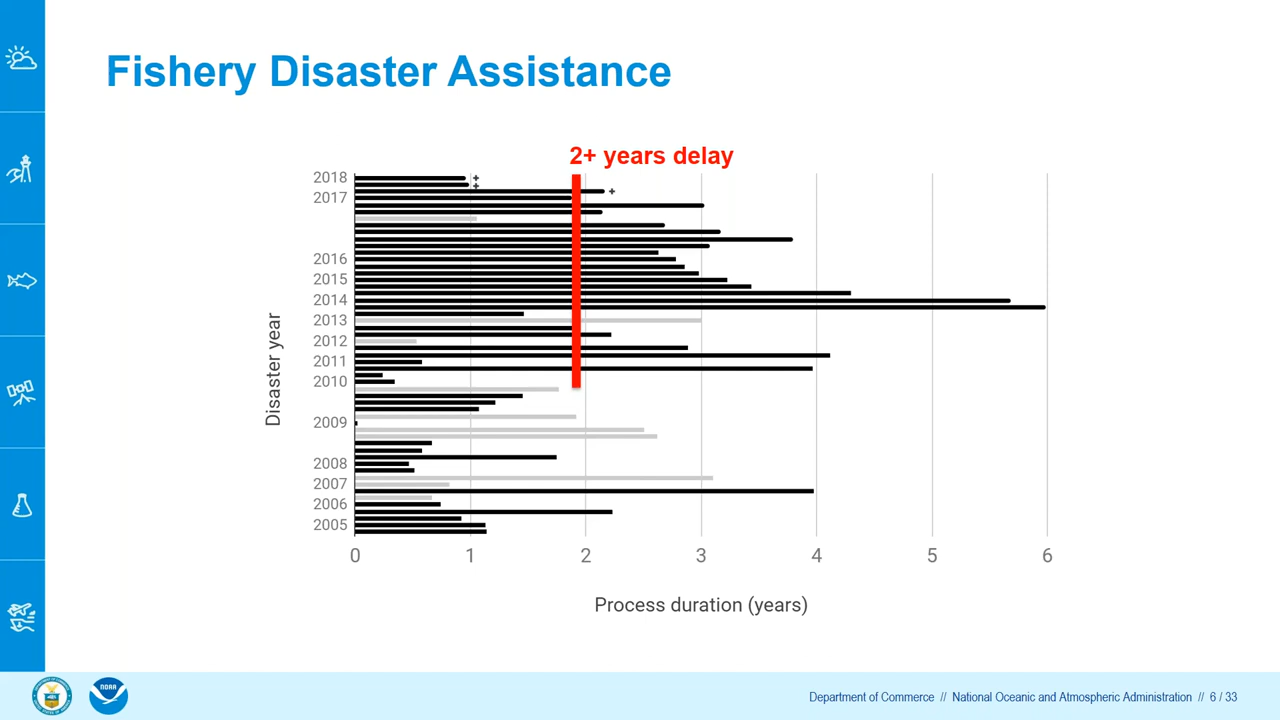 Fishery Disaster Assistance
2+ years delay
2018
2017
2016
2015
2014
2013
2012
2011
2010
2009
2008
2007
2006
2005
Disaster year
0 1 2 3 4 5 6
Process duration (years)
NOAA
Department of Commerce // National Oceanic and Atmospheric Administration // 6 / 33